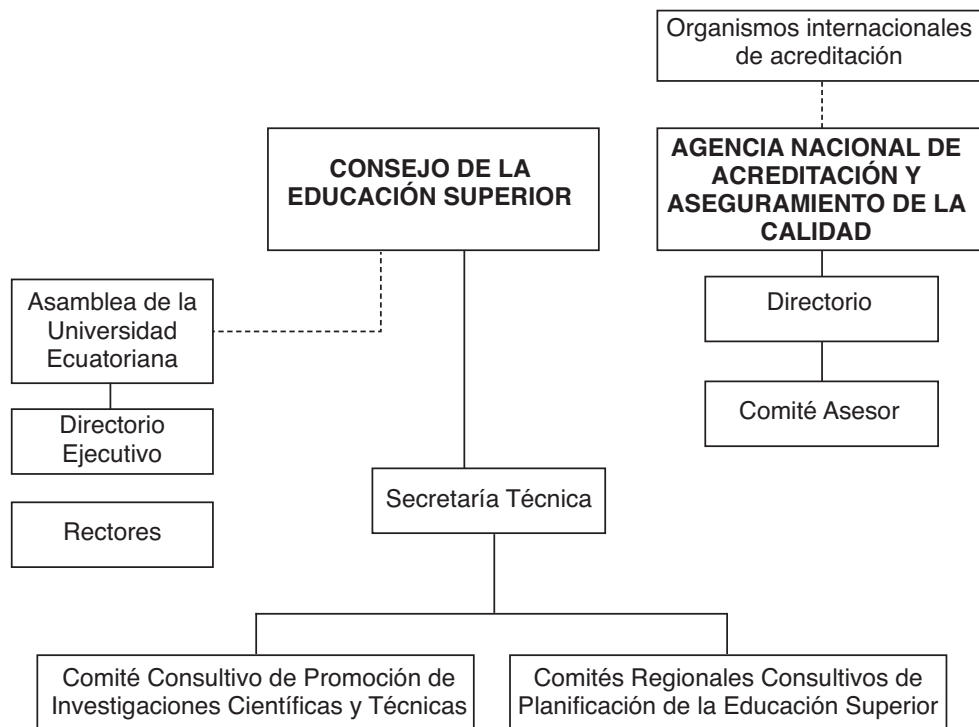 Organismos internacionales
de acreditación
CONSEJO DE LA
EDUCACIÓN SUPERIOR
AGENCIA NACIONAL DE
ACREDITACIÓN Y
ASEGURAMIENTO DE LA
CALIDAD
Asamblea de la
Universidad
Ecuatoriana
Directorio
Comité Asesor
Directorio
Ejecutivo
Rectores
Secretaría Técnica
Comité Consultivo de Promoción de
Investigaciones Científicas y Técnicas
Comités Regionales Consultivos de
Planificación de la Educación Superior